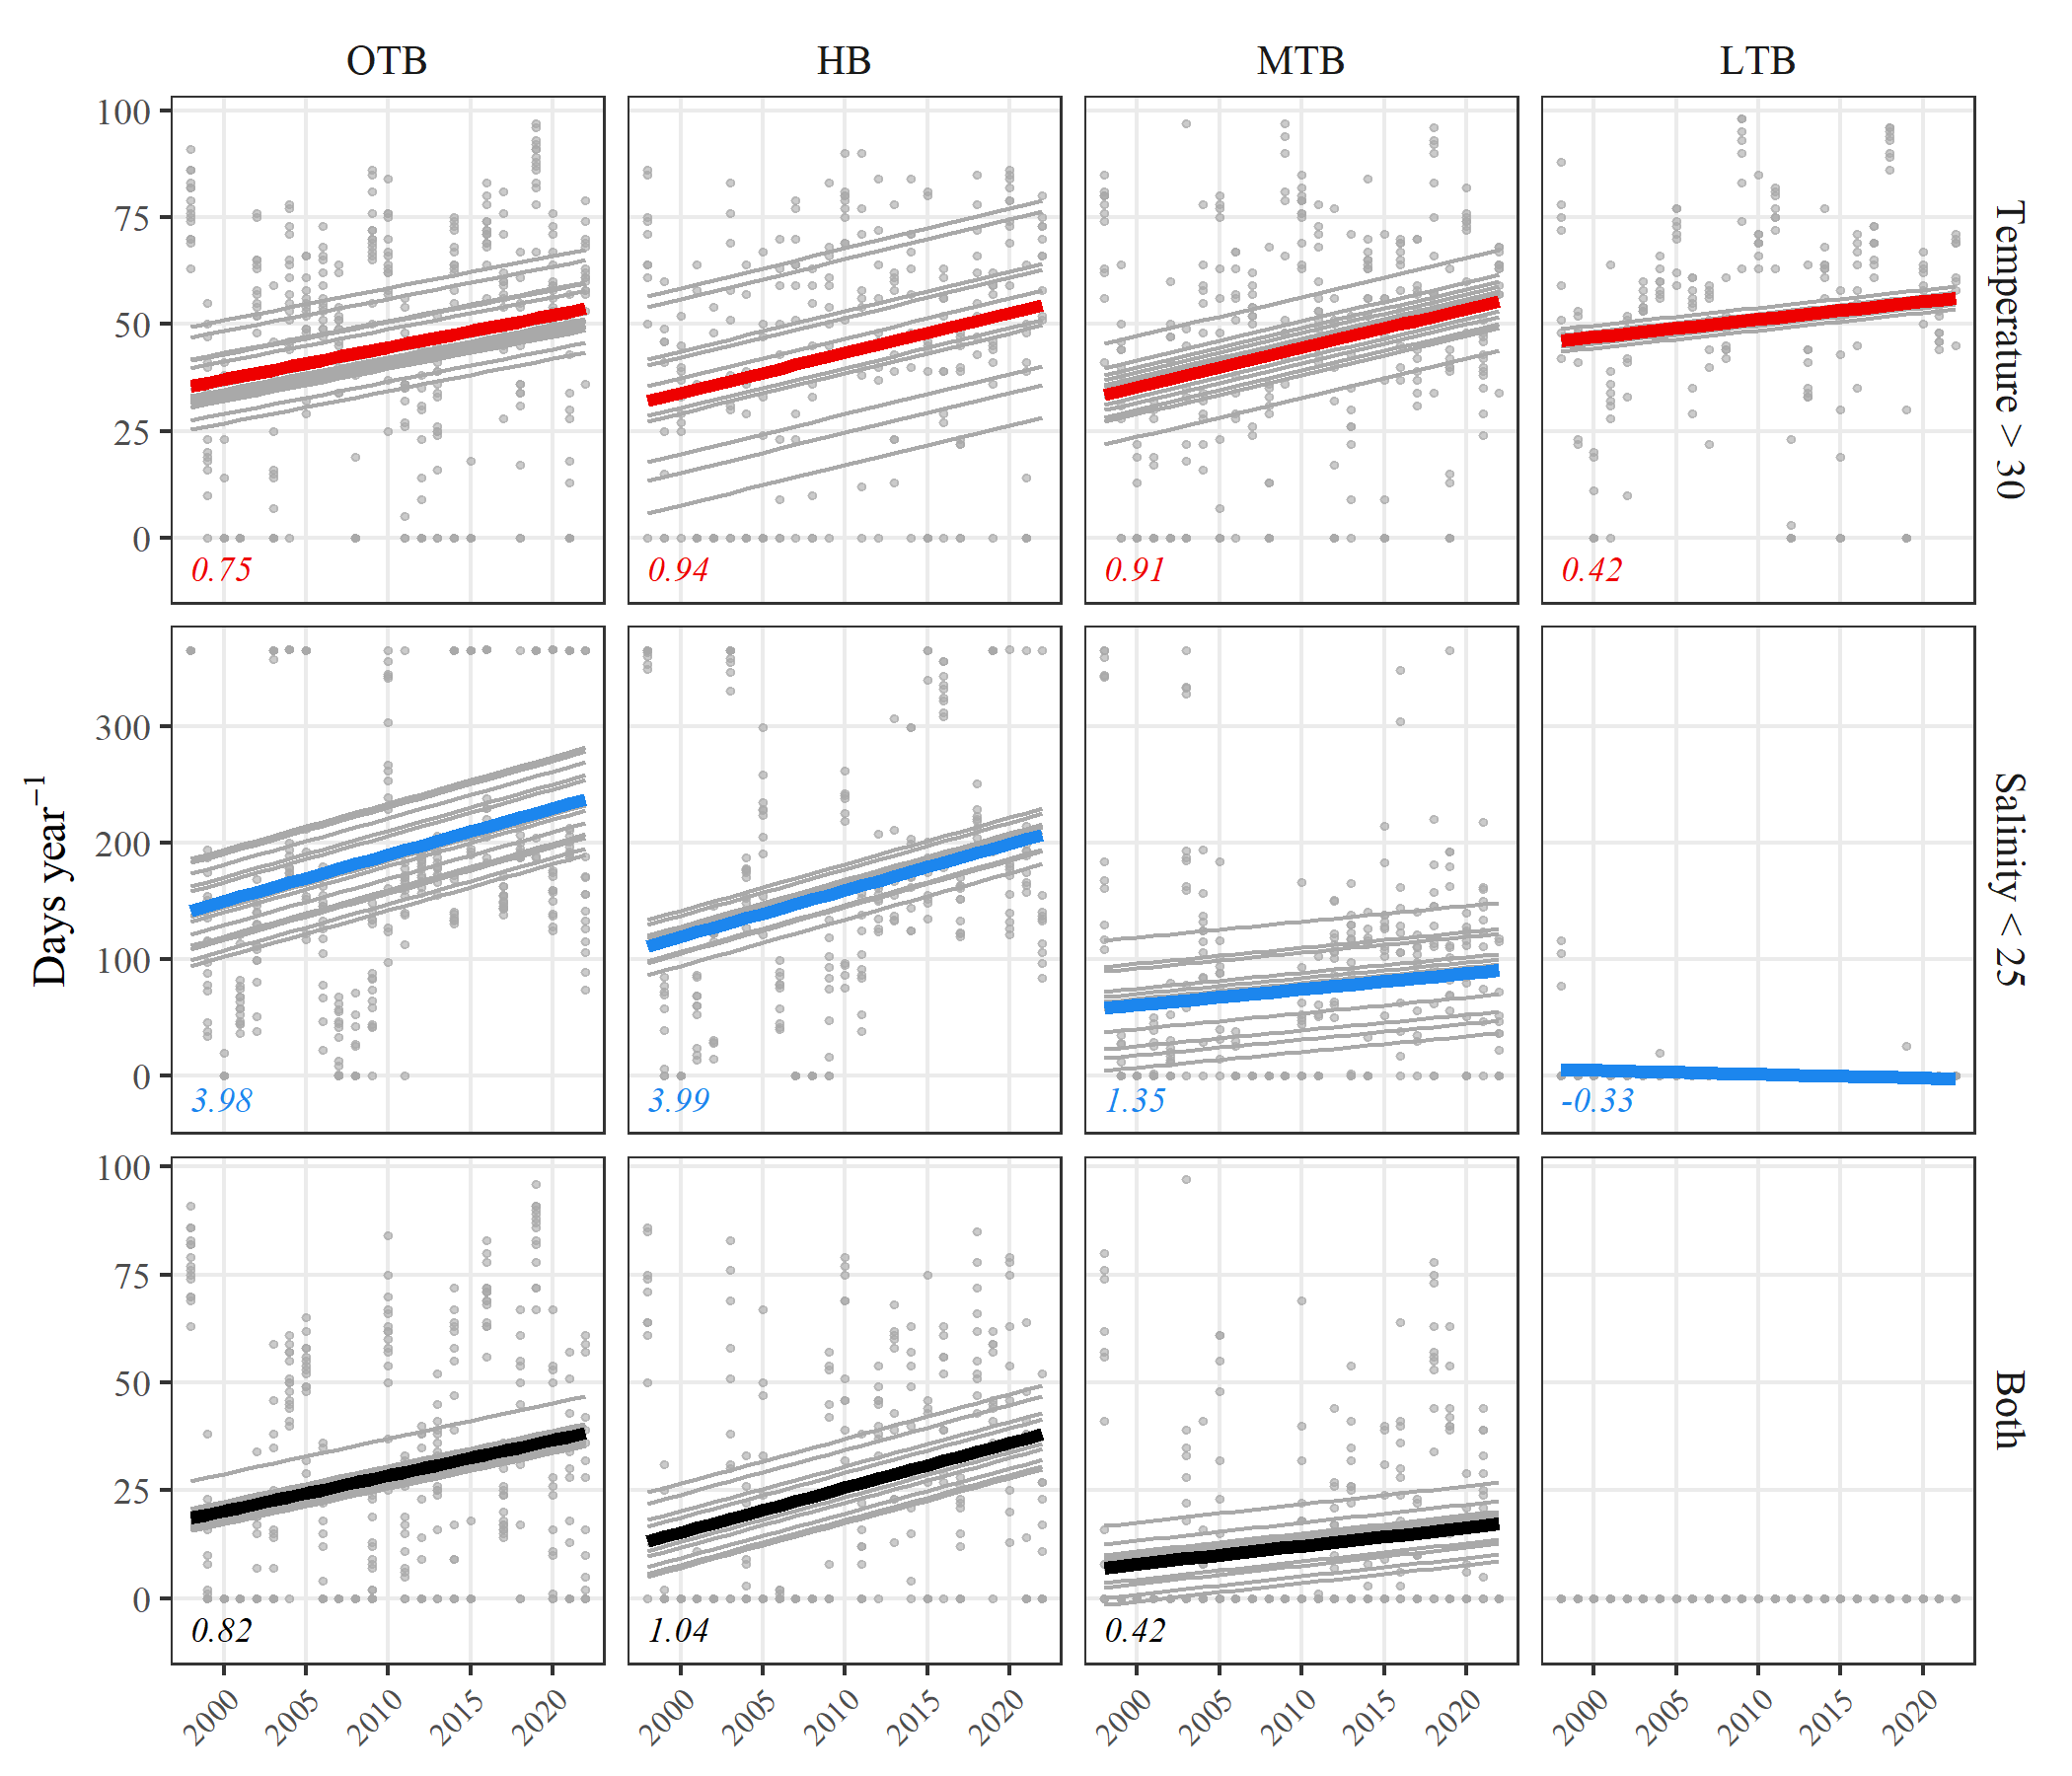 OTB HB MTB LTB
100
75
50
25
0
0.75 0.94 0.91 0.42
Temperature > 30
Days year⁻¹
300
200
100
0
3.98 3.99 1.35 -0.33
Salinity < 25
100
75
50
25
0
0.82 1.04 0.42
Both
2000 2005 2010 2015 2020 2000 2005 2010 2015 2020 2000 2005 2010 2015 2020 2000 2005 2010 2015 2020